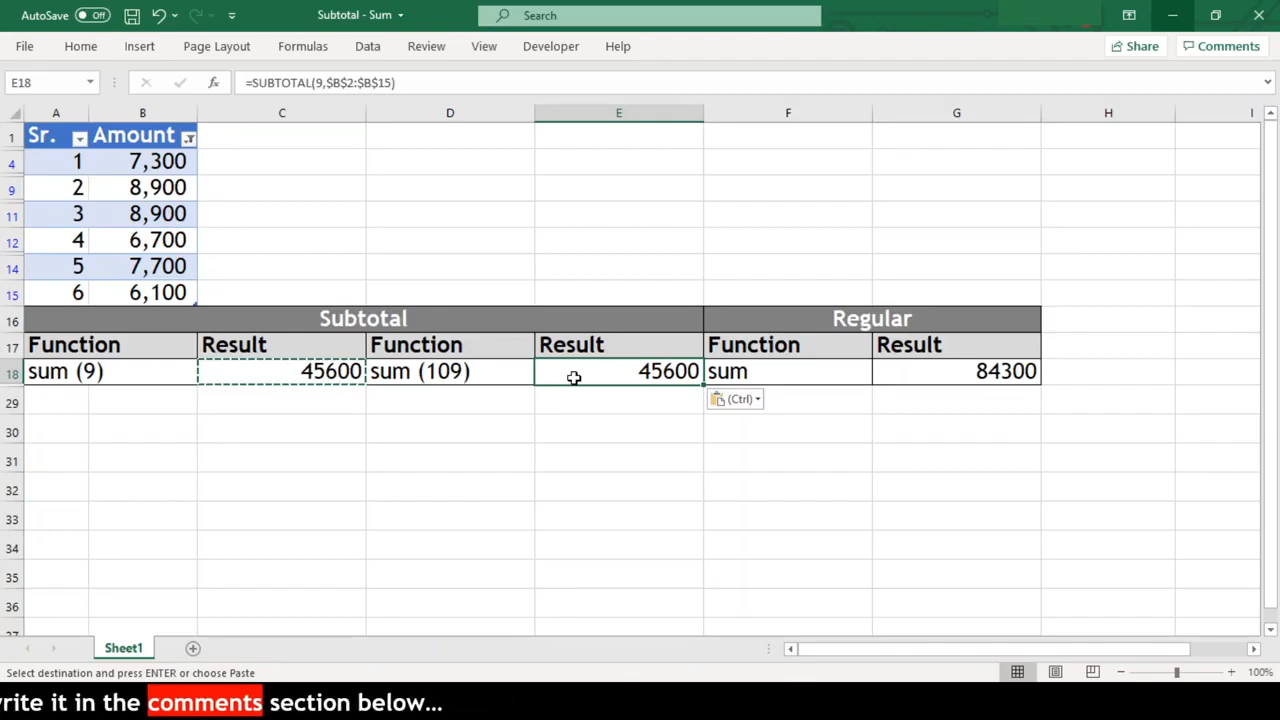 AutoSave Off Subtotal - Sum Search
File Home Insert Page Layout Formulas Data Review View Developer Help Share Comments
E18 fx =SUBTOTAL(9,$B$2:$B$15)
A B C D E F G H I
1 Sr. Amount
4 1 7,300
9 2 8,900
11 3 8,900
12 4 6,700
14 5 7,700
15 6 6,100
16 Subtotal Regular
17 Function Result Function Result Function Result
18 sum (9) 45600 sum (109) 45600 sum 84300
29 (Ctrl)
30
31
32
33
34
35
36
37
Sheet1
Select destination and press ENTER or choose Paste 100%
write it in the comments section below...